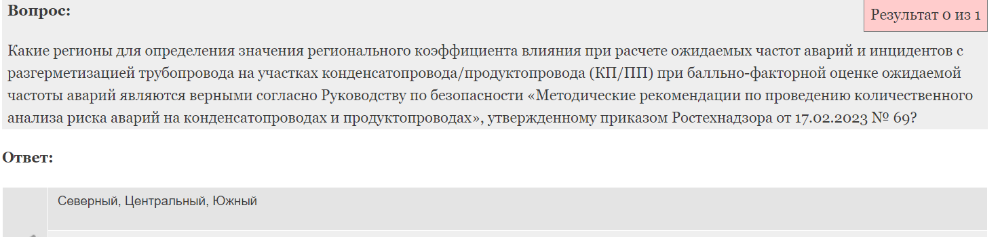 Вопрос:
Результат 0 из 1
Какие регионы для определения значения регионального коэффициента влияния при расчете ожидаемых частот аварий и инцидентов с
разгерметизацией трубопровода на участках конденсатопровода/продуктопровода (КП/ПП) при балльно-факторной оценке ожидаемой
частоты аварий являются верными согласно Руководству по безопасности «Методические рекомендации по проведению количественного
анализа риска аварий на конденсатопроводах и продуктопроводах», утвержденному приказом Ростехнадзора от 17.02.2023 № 69?
Ответ:
Северный, Центральный, Южный